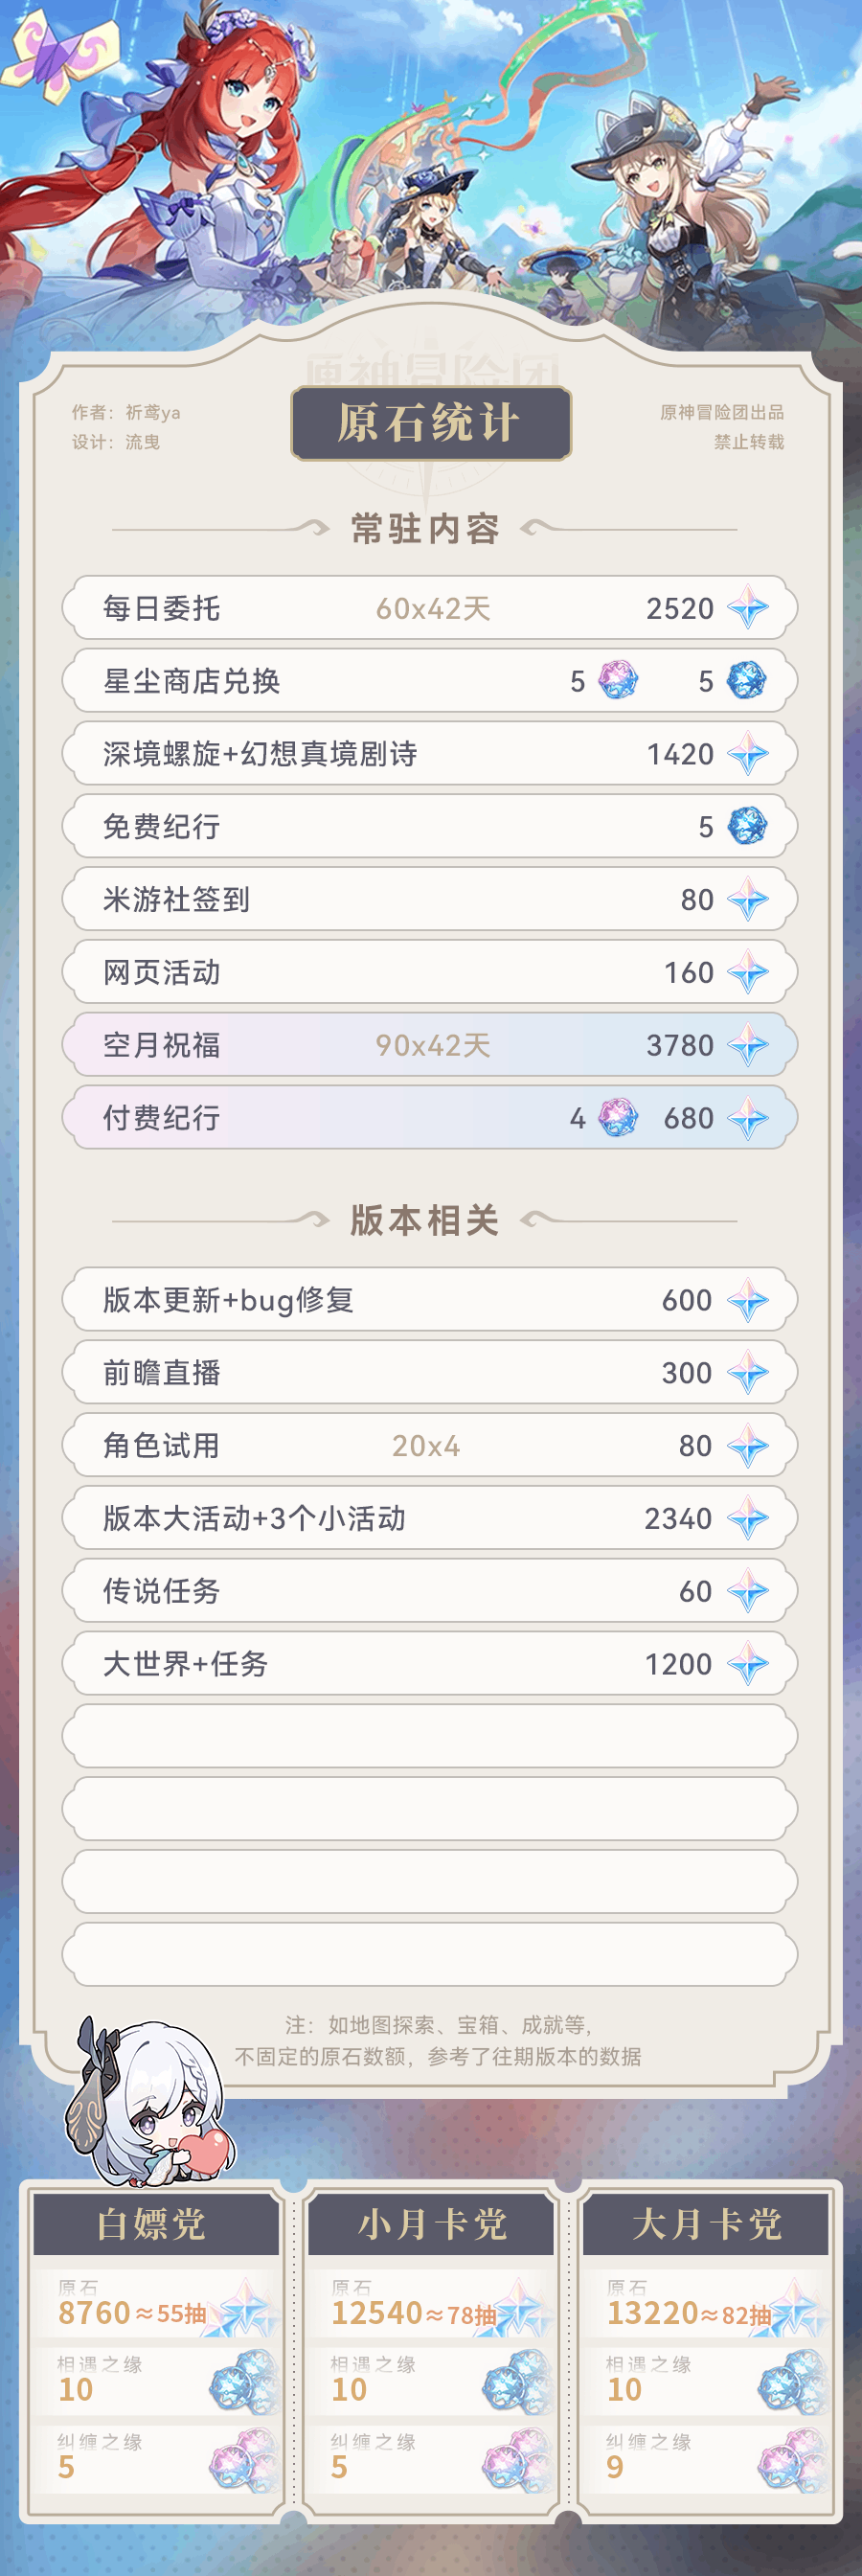 原神冒险团
作者：祈鸢ya
设计：流曳
原石统计
原神冒险团出品
禁止转载
常驻内容
每日委托 60x42天 2520
星尘商店兑换 5 5
深境螺旋+幻想真境剧诗 1420
免费纪行 5
米游社签到 80
网页活动 160
空月祝福 90x42天 3780
付费纪行 4 680
版本相关
版本更新+bug修复 600
前瞻直播 300
角色试用 20x4 80
版本大活动+3个小活动 2340
传说任务 60
大世界+任务 1200
注：如地图探索、宝箱、成就等，
不固定的原石数额，参考了往期版本的数据
白嫖党
原石
8760≈55抽
相遇之缘
10
纠缠之缘
5
小月卡党
原石
12540≈78抽
相遇之缘
10
纠缠之缘
5
大月卡党
原石
13220≈82抽
相遇之缘
10
纠缠之缘
9